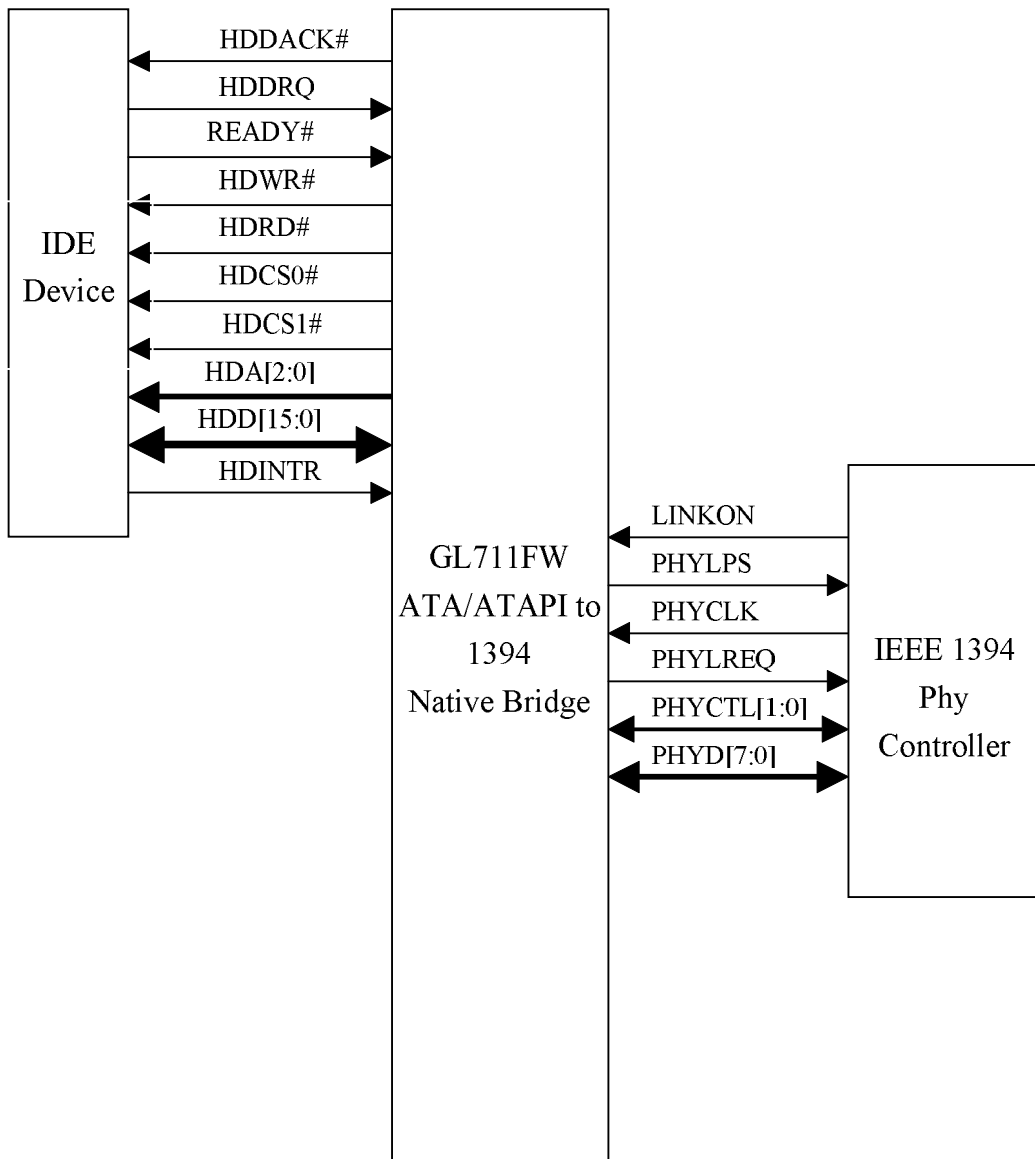 HDDACK#
HDDRQ
READY#
HDWR#
HDRD#
HDCS0#
HDCS1#
HDA[2:0]
HDD[15:0]
HDINTR
IDE
Device
GL711FW
ATA/ATAPI to
1394
Native Bridge
LINKON
PHYLPS
PHYCLK
PHYLREQ
PHYCTL[1:0]
PHYD[7:0]
IEEE 1394
Phy
Controller